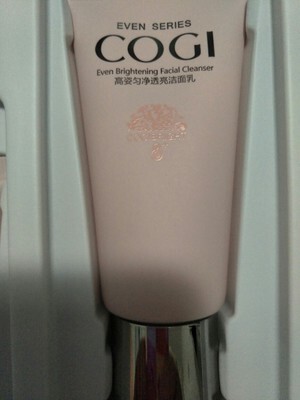 EVEN SERIES
COGI
Even Brightening Facial Cleanser
高姿匀净透亮洁面乳